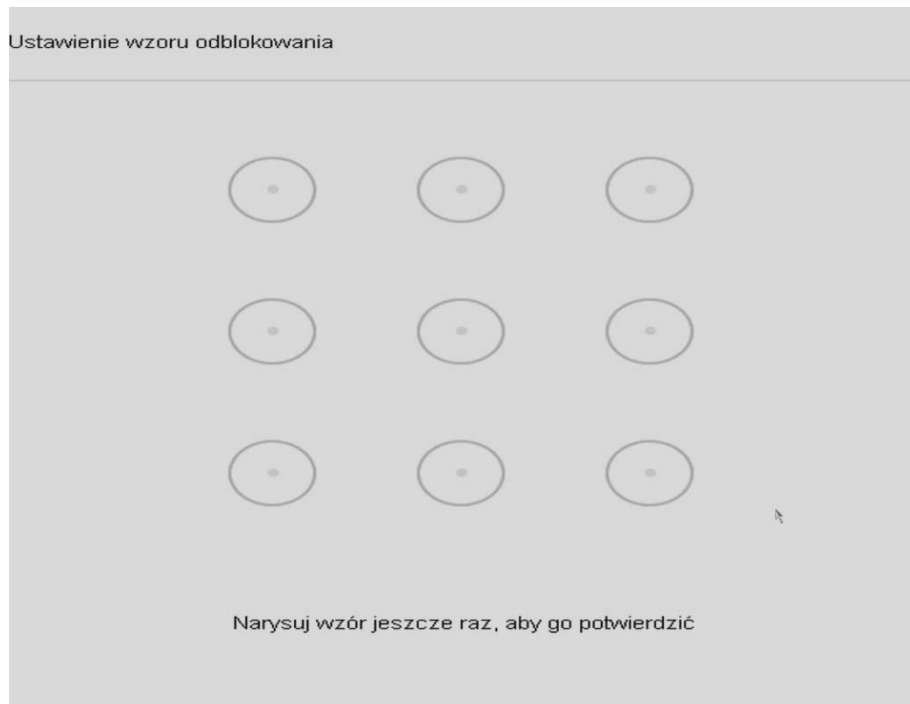 Ustawienie wzoru odblokowania
Narysuj wzór jeszcze raz, aby go potwierdzić